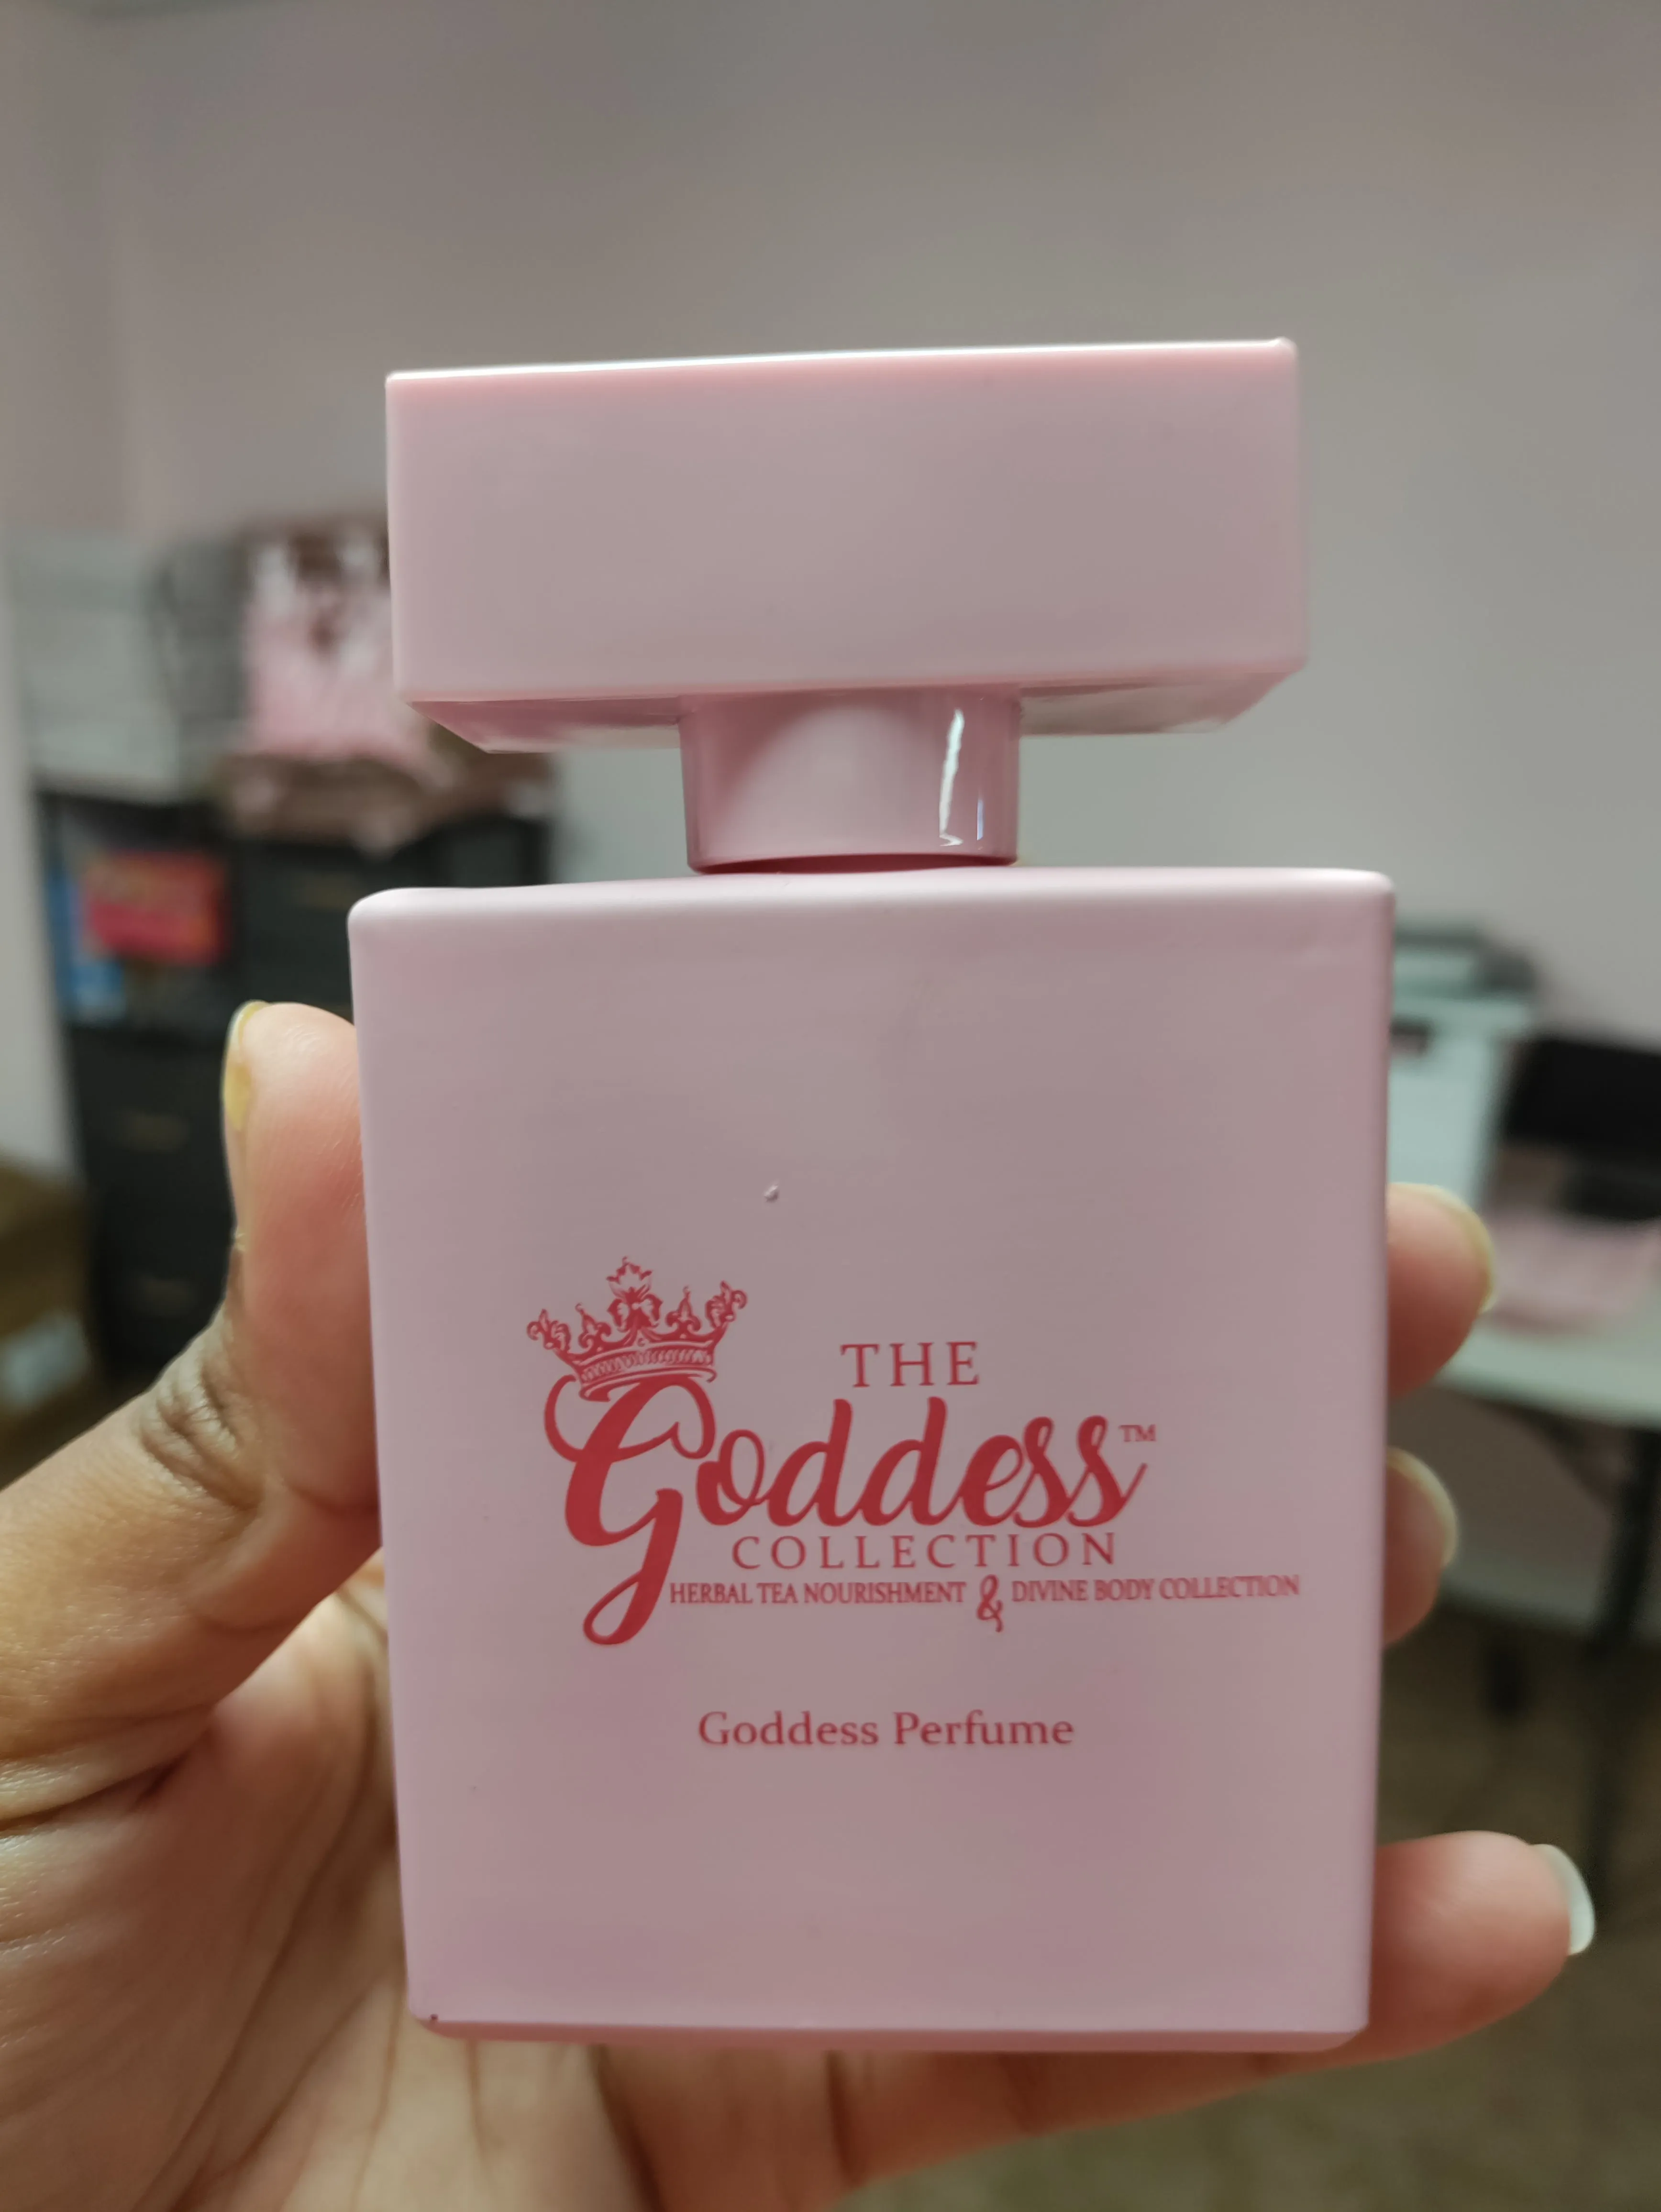 THE
Goddess™
COLLECTION
HERBAL TEA NOURISHMENT & DIVINE BODY COLLECTION
Goddess Perfume